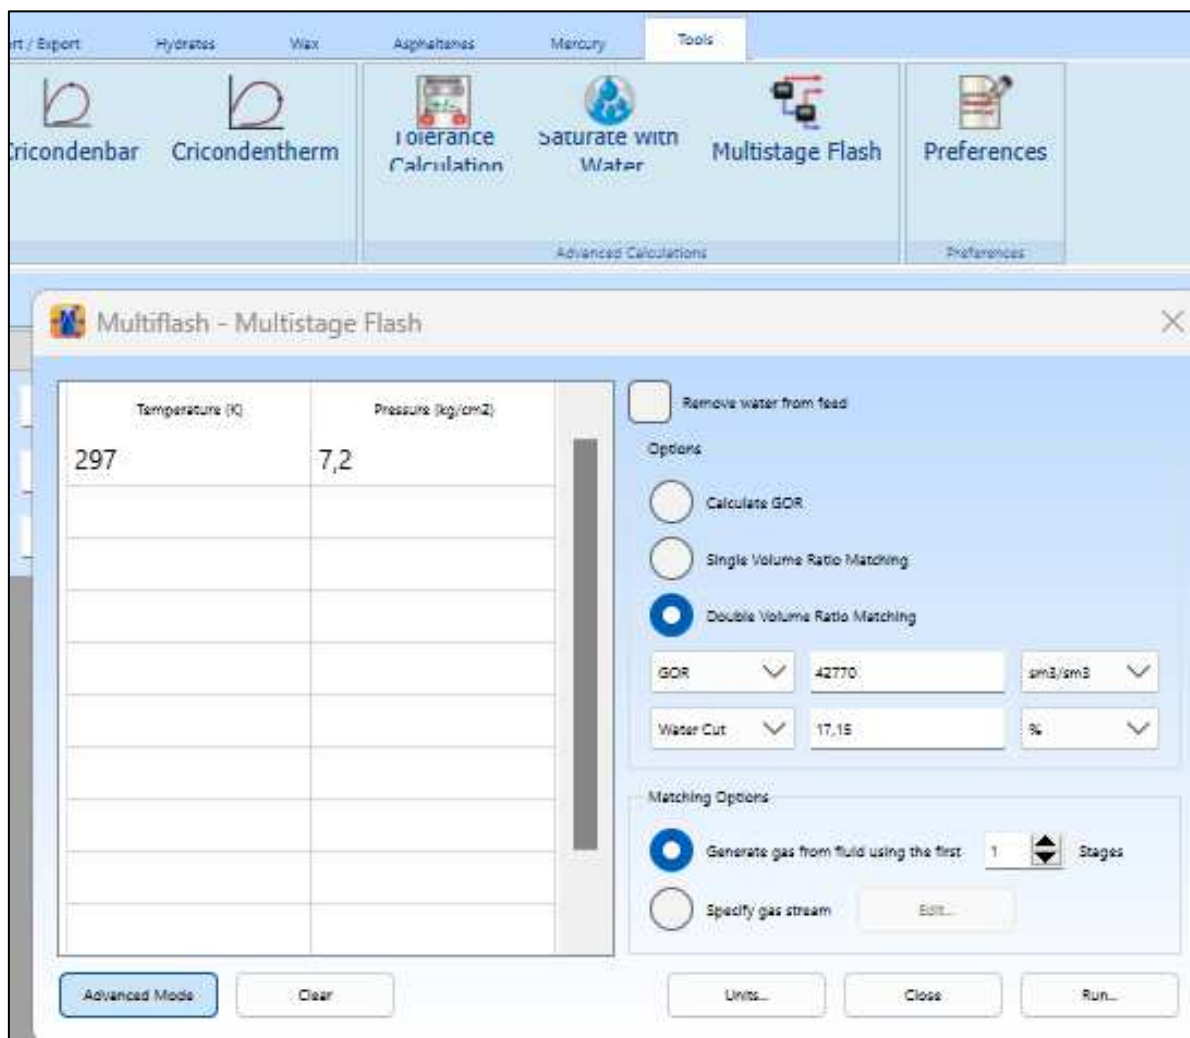 Export
Hydrates
Wax
Asphaltenes
Mercury
Tools
Cricondentherm
Tolerance
Calculation
Saturate with
Water
Multistage Flash
Preferences
Advanced Calculations
Preferences
Multiflash - Multistage Flash
Temperature (K)
Pressure (kg/cm2)
297
7,2
Remove water from feed
Options
Calculate GOR
Single Volume Ratio Matching
Double Volume Ratio Matching
GOR 42770 sm3/sm3
Water Cut 17,15 %
Matching Options
Generate gas from fluid using the first 1 Stages
Specify gas stream Edit...
Advanced Mode
Clear
Units...
Close
Run...